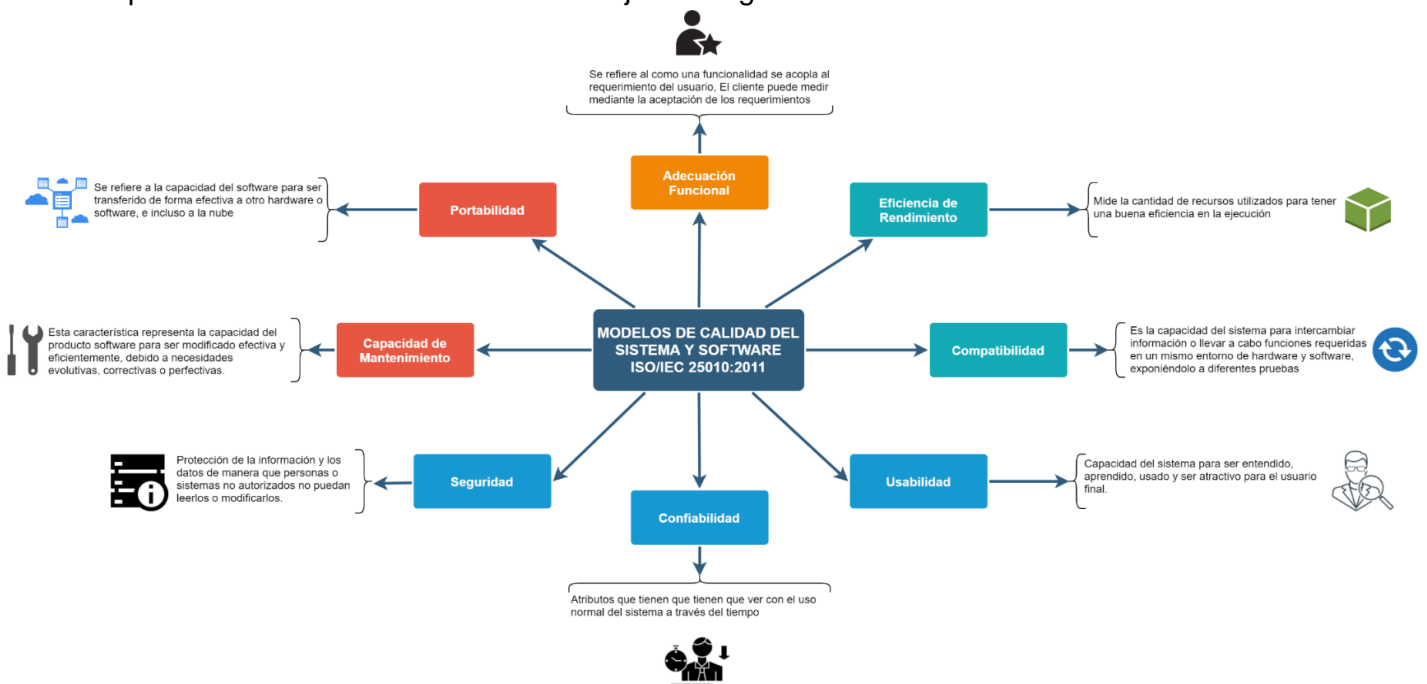 Se refiere al como una funcionalidad se acopla al
requerimiento del usuario, El cliente puede medir
mediante la aceptación de los requerimientos
Adecuación
Funcional
Se refiere a la capacidad del software para ser
transferido de forma efectiva a otro hardware o
software, e incluso a la nube
Portabilidad
Eficiencia de
Rendimiento
Mide la cantidad de recursos utilizados para tener
una buena eficiencia en la ejecución
Esta característica representa la capacidad del
producto software para ser modificado efectiva y
eficientemente, debido a necesidades
evolutivas, correctivas o perfectivas.
Capacidad de
Mantenimiento
MODELOS DE CALIDAD DEL
SISTEMA Y SOFTWARE
ISO/IEC 25010:2011
Compatibilidad
Es la capacidad del sistema para intercambiar
información o llevar a cabo funciones requeridas
en un mismo entorno de hardware y software,
exponiéndolo a diferentes pruebas
Protección de la información y los
datos de manera que personas o
sistemas no autorizados no puedan
leerlos o modificarlos.
Seguridad
Confiabilidad
Usabilidad
Capacidad del sistema para ser entendido,
aprendido, usado y ser atractivo para el usuario
final.
Atributos que tienen que tienen que ver con el uso
normal del sistema a través del tiempo